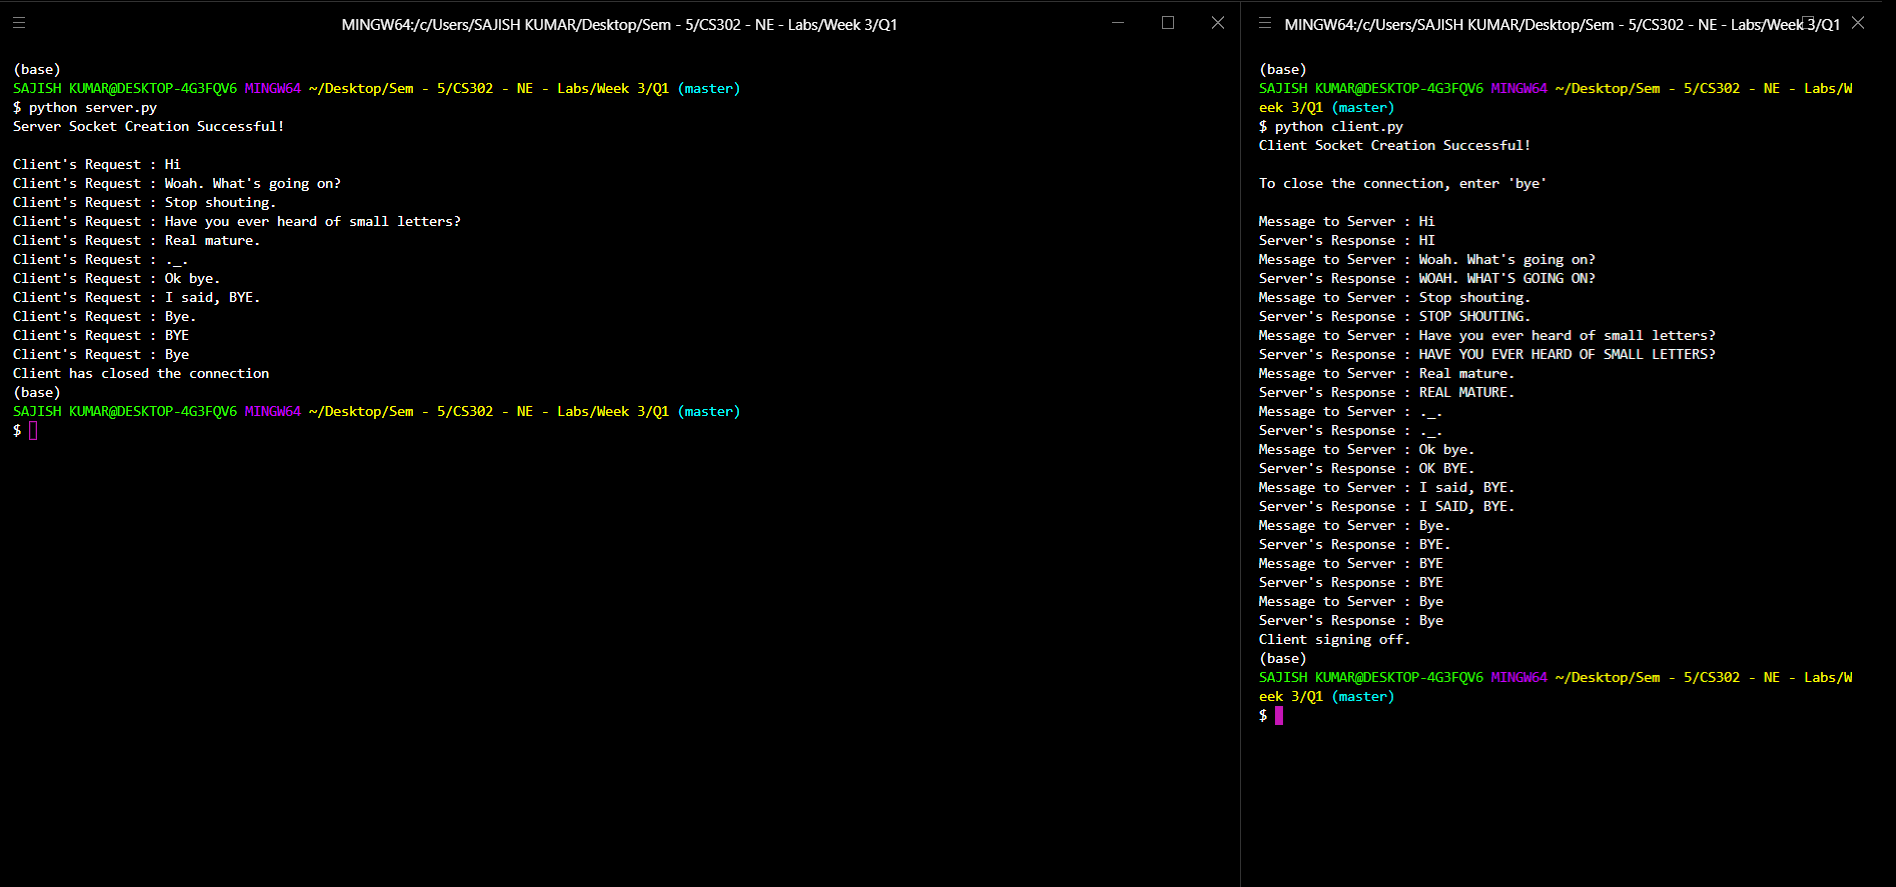 MINGW64:/c/Users/SAJISH KUMAR/Desktop/Sem - 5/CS302 - NE - Labs/Week 3/Q1
(base)
SAJISH KUMAR@DESKTOP-4G3FQV6 MINGW64 ~/Desktop/Sem - 5/CS302 - NE - Labs/Week 3/Q1 (master)
$ python server.py
Server Socket Creation Successful!
Client's Request : Hi
Client's Request : Woah. What's going on?
Client's Request : Stop shouting.
Client's Request : Have you ever heard of small letters?
Client's Request : Real mature.
Client's Request : ._.
Client's Request : Ok bye.
Client's Request : I said, BYE.
Client's Request : Bye.
Client's Request : BYE
Client's Request : Bye
Client has closed the connection
(base)
SAJISH KUMAR@DESKTOP-4G3FQV6 MINGW64 ~/Desktop/Sem - 5/CS302 - NE - Labs/Week 3/Q1 (master)
$
MINGW64:/c/Users/SAJISH KUMAR/Desktop/Sem - 5/CS302 - NE - Labs/Week 3/Q1
(base)
SAJISH KUMAR@DESKTOP-4G3FQV6 MINGW64 ~/Desktop/Sem - 5/CS302 - NE - Labs/W
eek 3/Q1 (master)
$ python client.py
Client Socket Creation Successful!
To close the connection, enter 'bye'
Message to Server : Hi
Server's Response : HI
Message to Server : Woah. What's going on?
Server's Response : WOAH. WHAT'S GOING ON?
Message to Server : Stop shouting.
Server's Response : STOP SHOUTING.
Message to Server : Have you ever heard of small letters?
Server's Response : HAVE YOU EVER HEARD OF SMALL LETTERS?
Message to Server : Real mature.
Server's Response : REAL MATURE.
Message to Server : ._.
Server's Response : ._.
Message to Server : Ok bye.
Server's Response : OK BYE.
Message to Server : I said, BYE.
Server's Response : I SAID, BYE.
Message to Server : Bye.
Server's Response : BYE.
Message to Server : BYE
Server's Response : BYE
Message to Server : Bye
Server's Response : Bye
Client signing off.
(base)
SAJISH KUMAR@DESKTOP-4G3FQV6 MINGW64 ~/Desktop/Sem - 5/CS302 - NE - Labs/W
eek 3/Q1 (master)
$